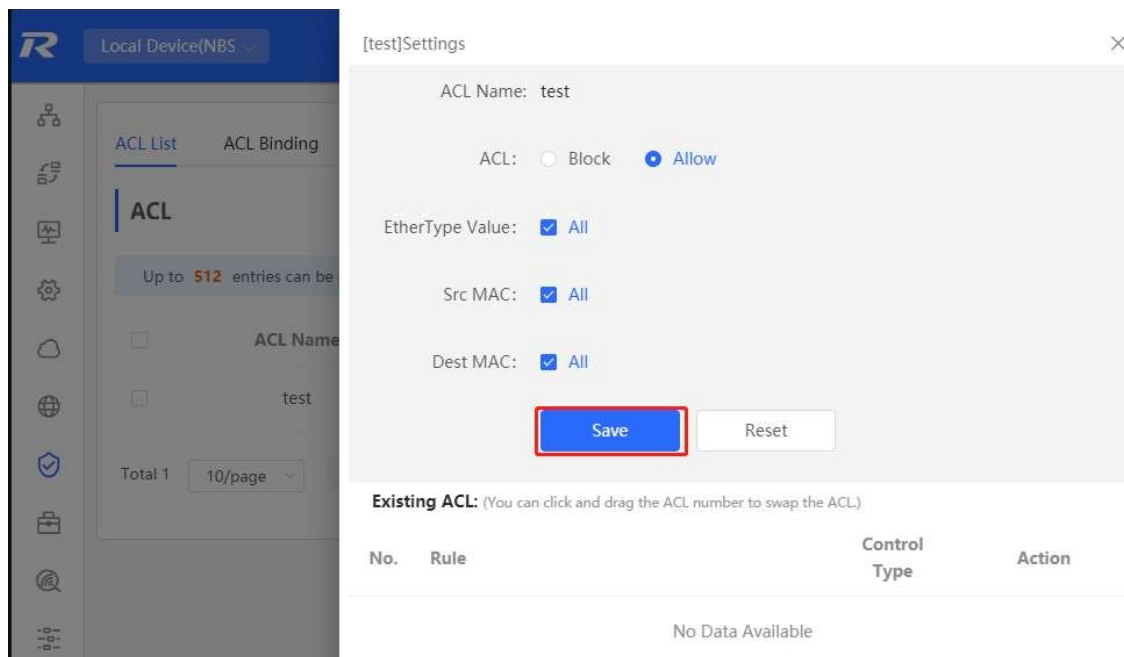 R
Local Device(NBS
ACL List
ACL Binding
ACL
Up to 512 entries can be
ACL Name
test
Total 1
10/page
[test]Settings
ACL Name: test
ACL: Block Allow
EtherType Value: All
Src MAC: All
Dest MAC: All
Save
Reset
Existing ACL: (You can click and drag the ACL number to swap the ACL.)
No. Rule Control Type Action
No Data Available